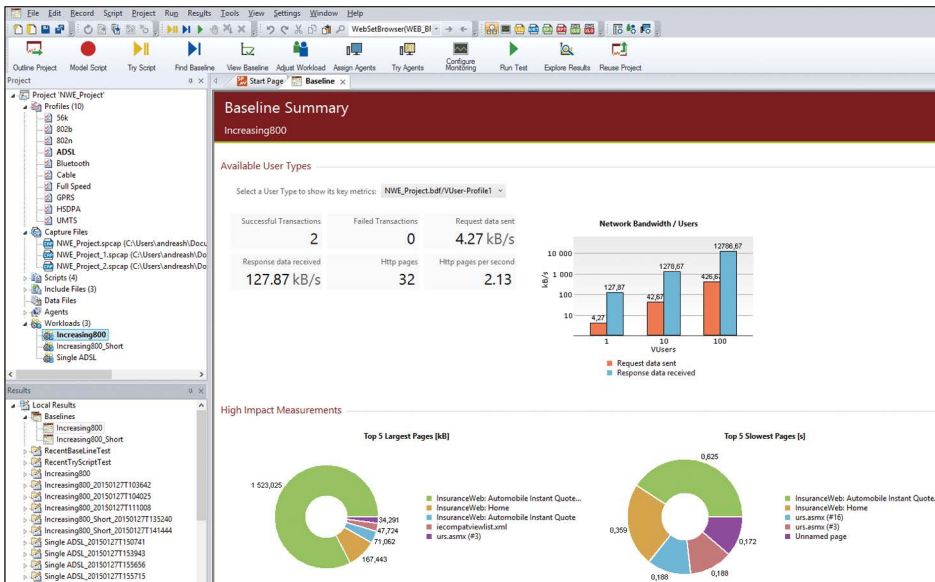 File Edit Record Script Project Run Results Tools View Settings Window Help
WebSetBrowser(WEB_BF
Outline Project Model Script Try Script Find Baseline View Baseline Adjust Workload Assign Agents Try Agents Configure Monitoring Run Test Explore Results Reuse Project
Project
Project 'NWE_Project'
Profiles (10)
56k
802b
802n
ADSL
Bluetooth
Cable
Full Speed
GPRS
HSDPA
UMTS
Capture Files
NWE_Project.spcap (C:\Users\andreash\Docu
NWE_Project_1.spcap (C:\Users\andreash\Do
NWE_Project_2.spcap (C:\Users\andreash\Do
Scripts (4)
Include Files (3)
Data Files
Agents
Workloads (3)
Increasing800
Increasing800_Short
Single ADSL
Results
Local Results
Baselines
Increasing800
Increasing800_Short
RecentBaseLineTest
RecentTryScriptTest
Increasing800
Increasing800_20150127T103642
Increasing800_20150127T104025
Increasing800_20150127T111008
Increasing800_Short_20150127T135240
Increasing800_Short_20150127T141444
Single ADSL_20150127T150741
Single ADSL_20150127T153943
Single ADSL_20150127T155656
Single ADSL_20150127T155715
Start Page Baseline
Baseline Summary
Increasing800
Available User Types
Select a User Type to show its key metrics: NWE_Project.bdf/VUser-Profile1
Successful Transactions Failed Transactions Request data sent
2 0 4.27 kB/s
Response data received Http pages Http pages per second
127.87 kB/s 32 2.13
Network Bandwidth / Users
kB/s
10 000
1 000
100
10
4,27
127,87
42,67
1278,67
426,67
12786,67
1 10 100
VUsers
Request data sent
Response data received
High Impact Measurements
Top 5 Largest Pages [kB]
1 523,025
34,291
47,724
71,062
167,443
InsuranceWeb: Automobile Instant Quote...
InsuranceWeb: Home
InsuranceWeb: Automobile Instant Quote
iecompatviewlist.xml
urs.asmx (#3)
Top 5 Slowest Pages [s]
0,625
0,359
0,172
0,188
0,188
InsuranceWeb: Automobile Instant Quote.
InsuranceWeb: Home
urs.asmx (#16)
urs.asmx (#3)
Unnamed page